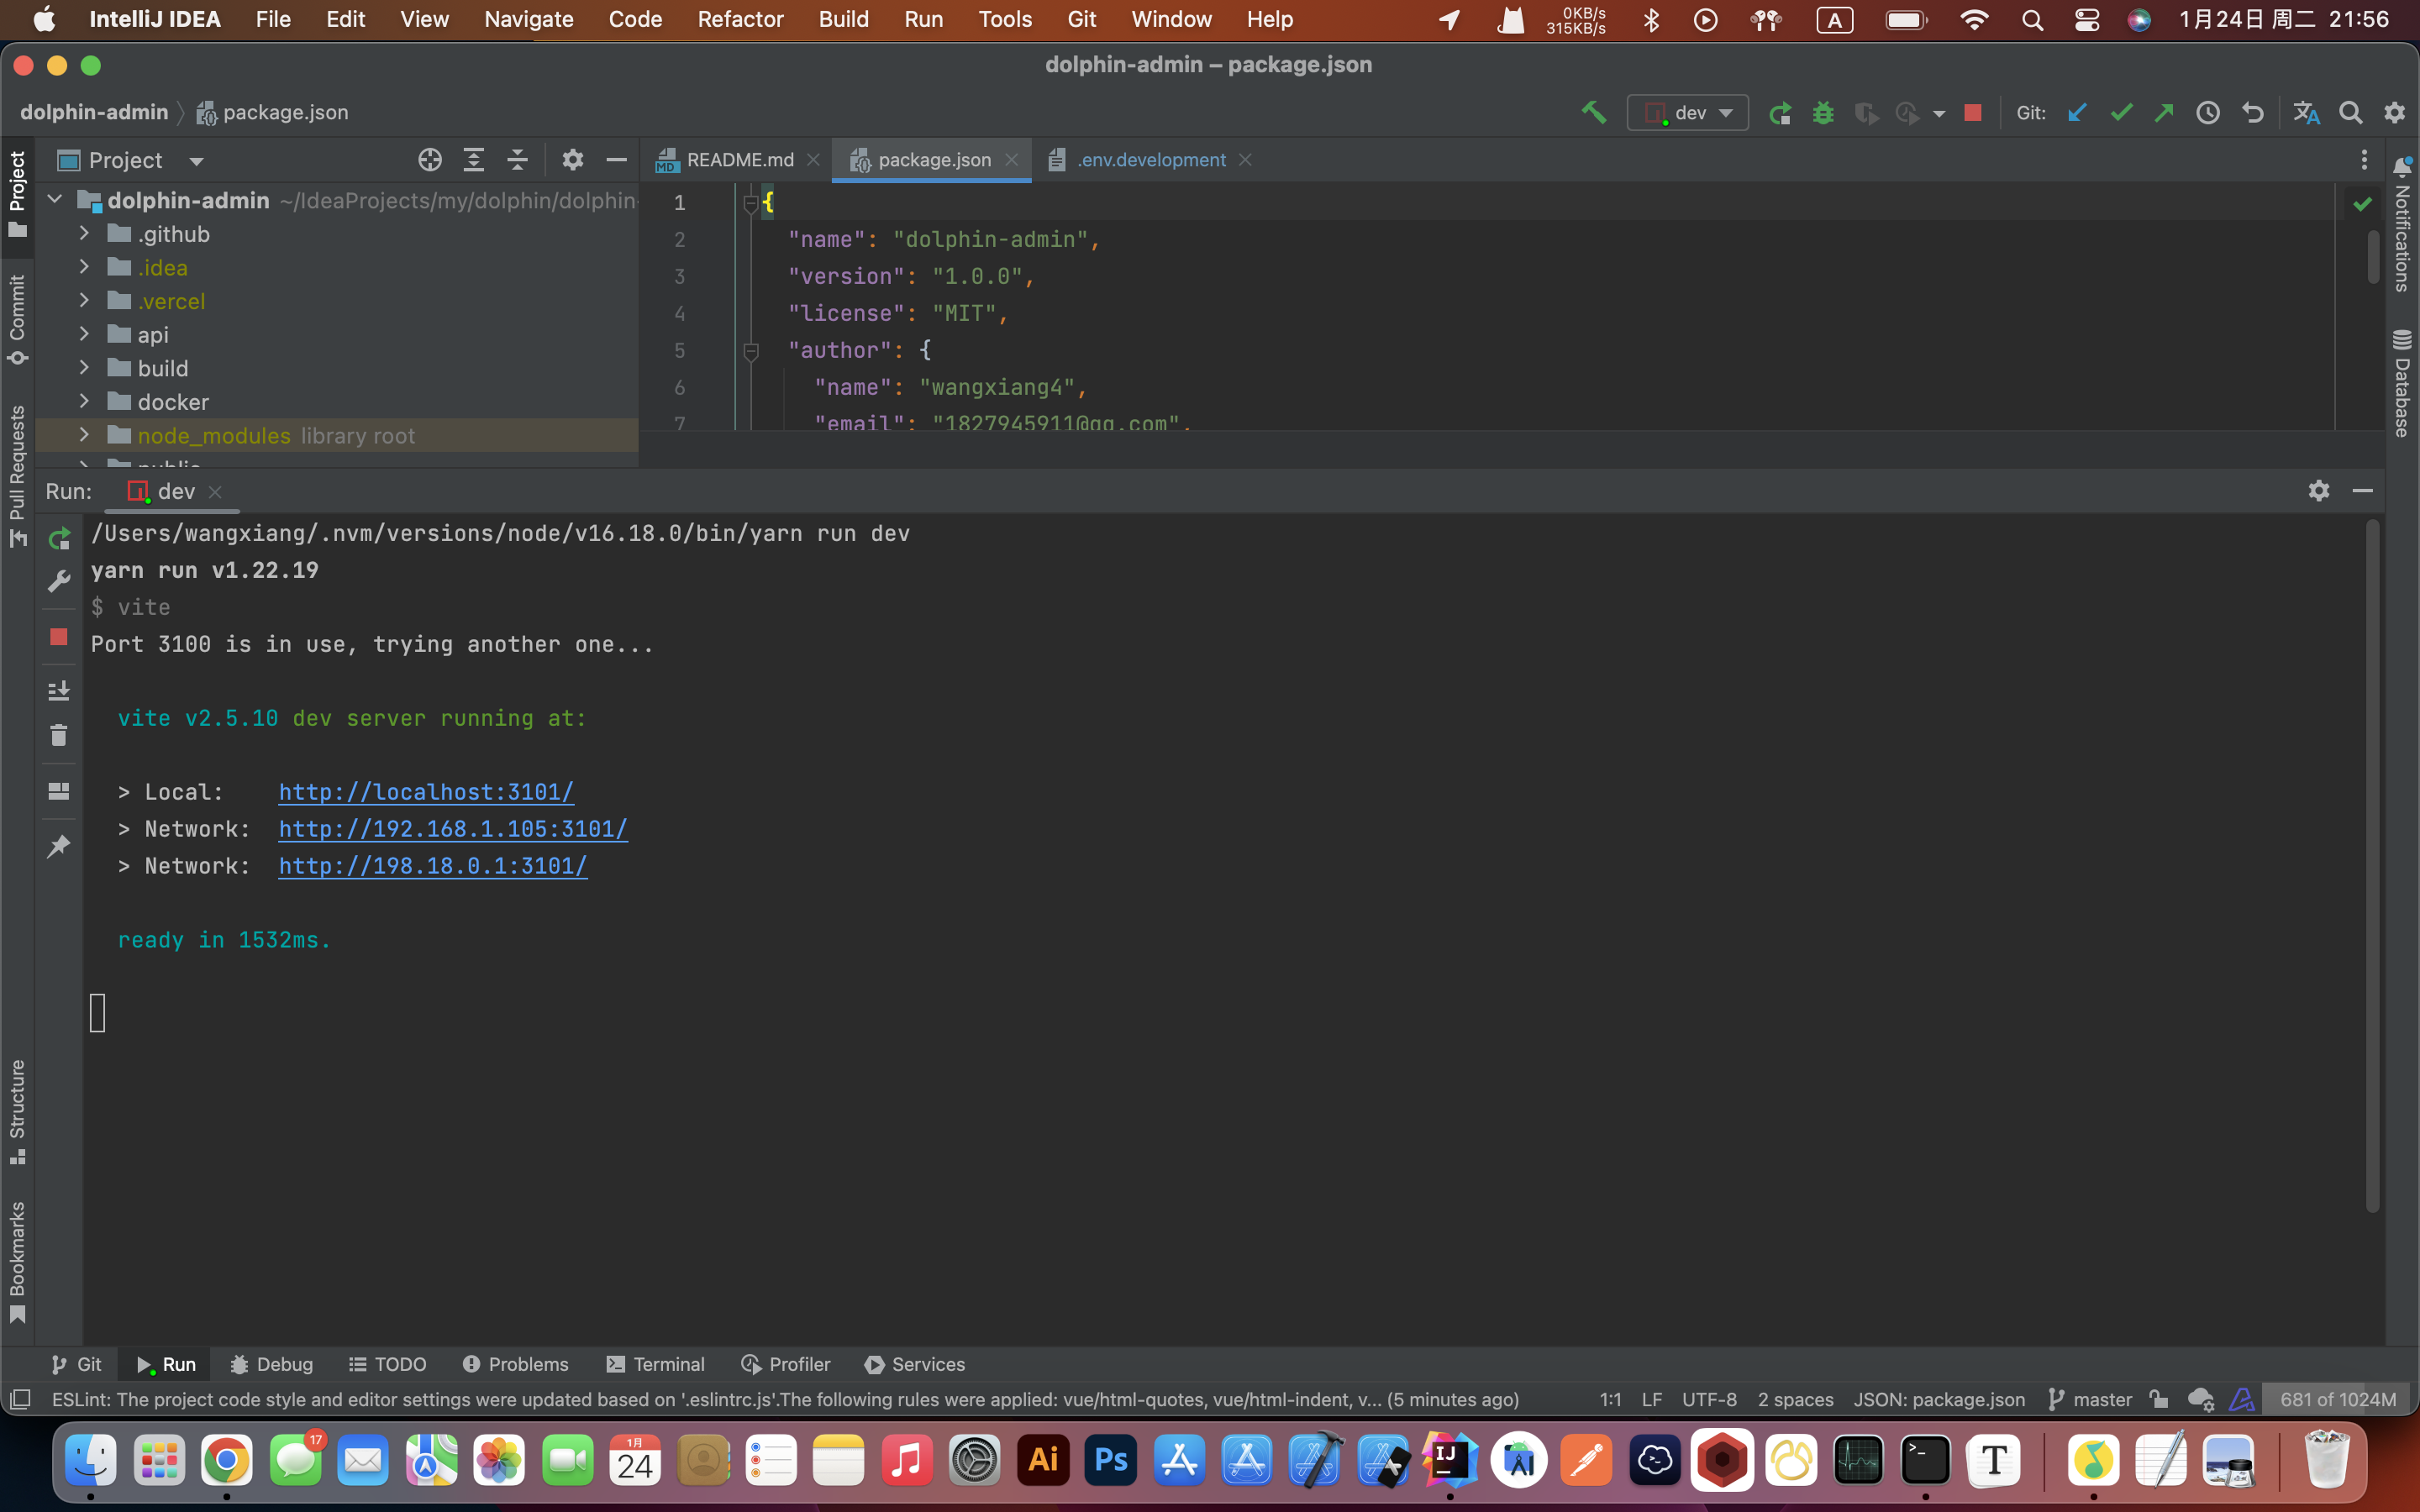 IntelliJ IDEA File Edit View Navigate Code Refactor Build Run Tools Git Window Help 0KB/s 315KB/s A 1月24日 周二 21:56
dolphin-admin – package.json
dolphin-admin package.json dev Git:
Project
Commit
Pull Requests
Structure
Bookmarks
Notifications
Database
Project
README.md package.json .env.development
dolphin-admin ~/IdeaProjects/my/dolphin/dolphin-
.github
.idea
.vercel
api
build
docker
node_modules library root
public
1 {
2 "name": "dolphin-admin",
3 "version": "1.0.0",
4 "license": "MIT",
5 "author": {
6 "name": "wangxiang4",
7 "email": "1827945911@qq.com",
Run: dev
/Users/wangxiang/.nvm/versions/node/v16.18.0/bin/yarn run dev
yarn run v1.22.19
$ vite
Port 3100 is in use, trying another one...
vite v2.5.10 dev server running at:
> Local: http://localhost:3101/
> Network: http://192.168.1.105:3101/
> Network: http://198.18.0.1:3101/
ready in 1532ms.
Git Run Debug TODO Problems Terminal Profiler Services
ESLint: The project code style and editor settings were updated based on '.eslintrc.js'.The following rules were applied: vue/html-quotes, vue/html-indent, v... (5 minutes ago) 1:1 LF UTF-8 2 spaces JSON: package.json master 681 of 1024M
17
1月
24
Ai
Ps
IJ
T